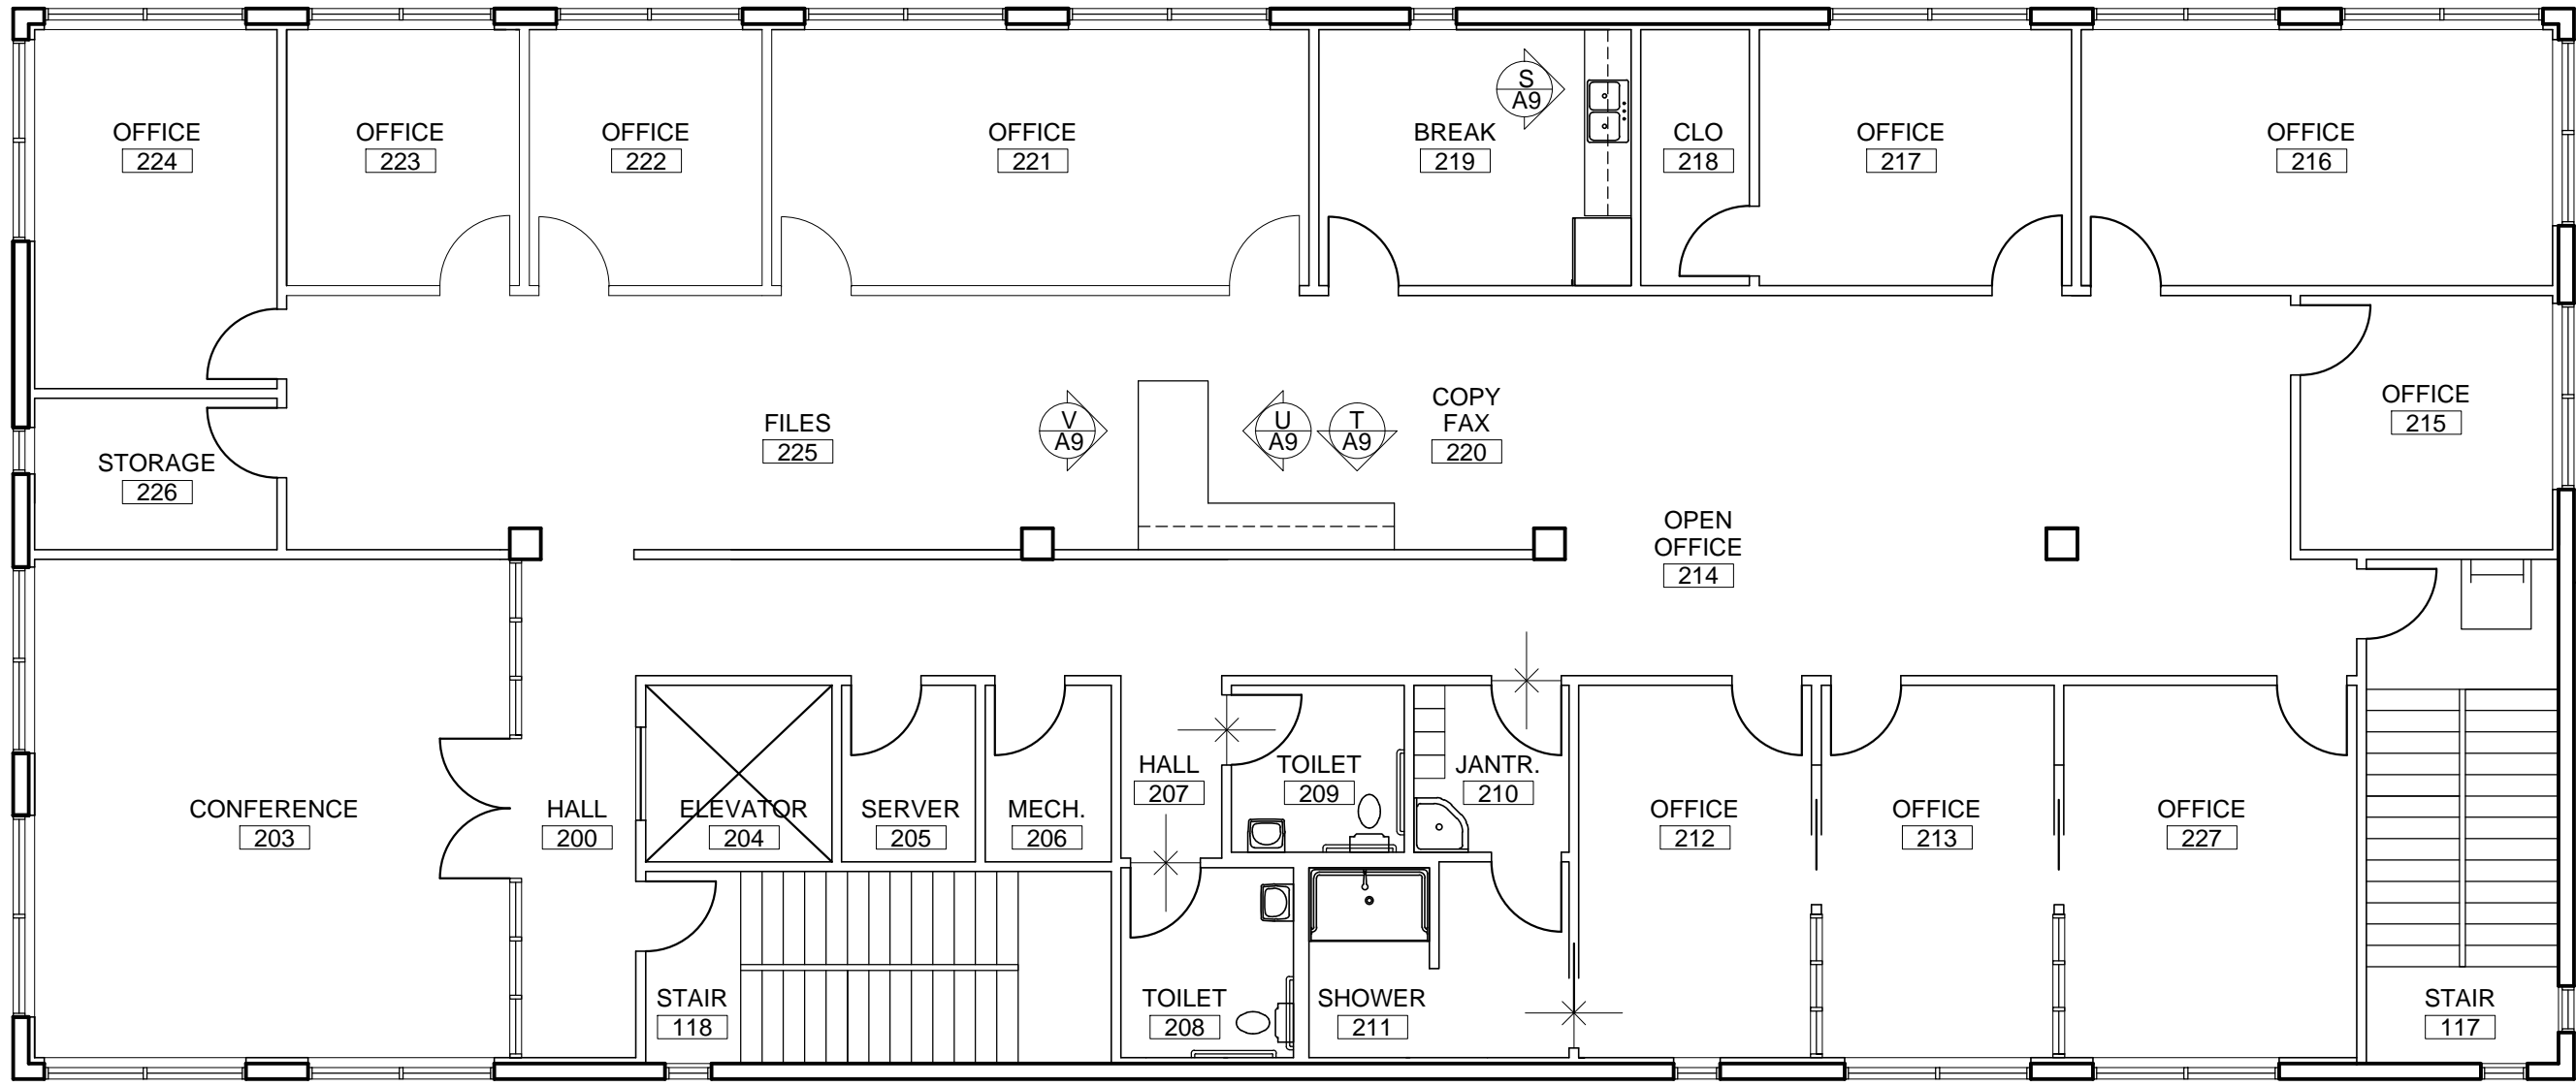 OFFICE
224
OFFICE
223
OFFICE
222
OFFICE
221
BREAK
219
S
A9
CLO
218
OFFICE
217
OFFICE
216
FILES
225
V
A9
U
A9
T
A9
COPY
FAX
220
OFFICE
215
STORAGE
226
OPEN
OFFICE
214
CONFERENCE
203
HALL
200
ELEVATOR
204
SERVER
205
MECH.
206
HALL
207
TOILET
209
JANTR.
210
OFFICE
212
OFFICE
213
OFFICE
227
STAIR
118
TOILET
208
SHOWER
211
STAIR
117